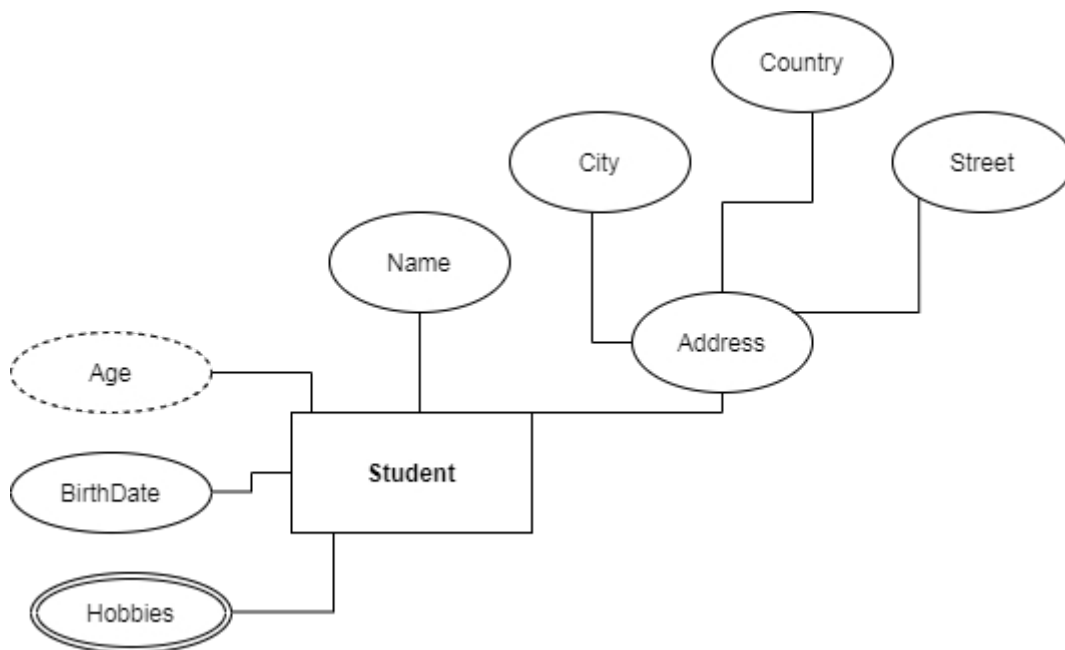 Country
City
Street
Name
Address
Age
Student
BirthDate
Hobbies